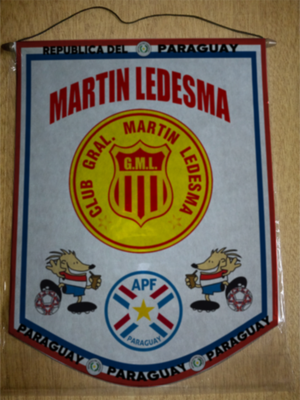 REPUBLICA DEL PARAGUAY
MARTIN LEDESMA
CLUB GRAL. MARTIN LEDESMA
G.M.L.
APF
PARAGUAY
PARAGUAY PARAGUAY PARAGUAY